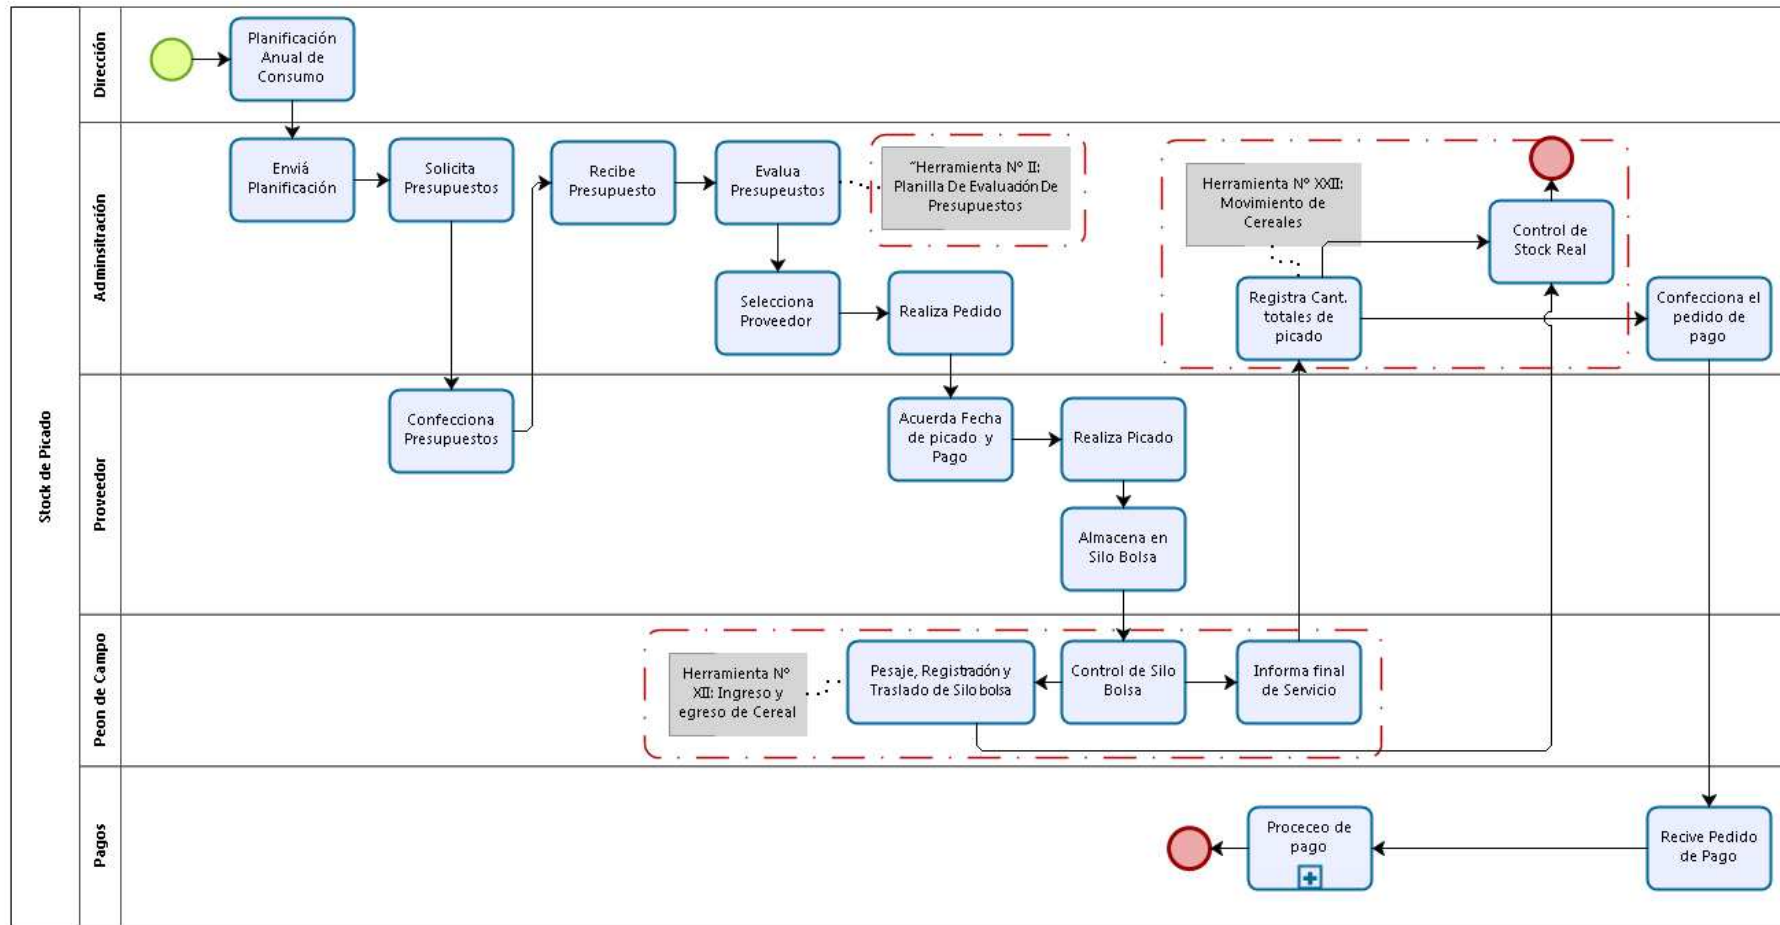 Stock de Picado
Dirección
Planificación
Anual de
Consumo
Adminsitración
Enviá
Planificación
Solicita
Presupuestos
Recibe
Presupuesto
Evalua
Presupeustos
“Herramienta Nº II:
Planilla De Evaluación De
Presupuestos
Selecciona
Proveedor
Realiza Pedido
Herramienta Nº XXII:
Movimiento de
Cereales
Registra Cant.
totales de
picado
Control de
Stock Real
Confecciona el
pedido de
pago
Proveedor
Confecciona
Presupuestos
Acuerda Fecha
de picado y
Pago
Realiza Picado
Almacena en
Silo Bolsa
Peon de Campo
Herramienta Nº
XII: Ingreso y
egreso de Cereal
Pesaje, Registración y
Traslado de Silo bolsa
Control de Silo
Bolsa
Informa final
de Servicio
Pagos
Proceceo de
pago
Recive Pedido
de Pago